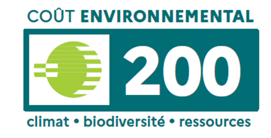 COÛT ENVIRONNEMENTAL
200
climat • biodiversité • ressources